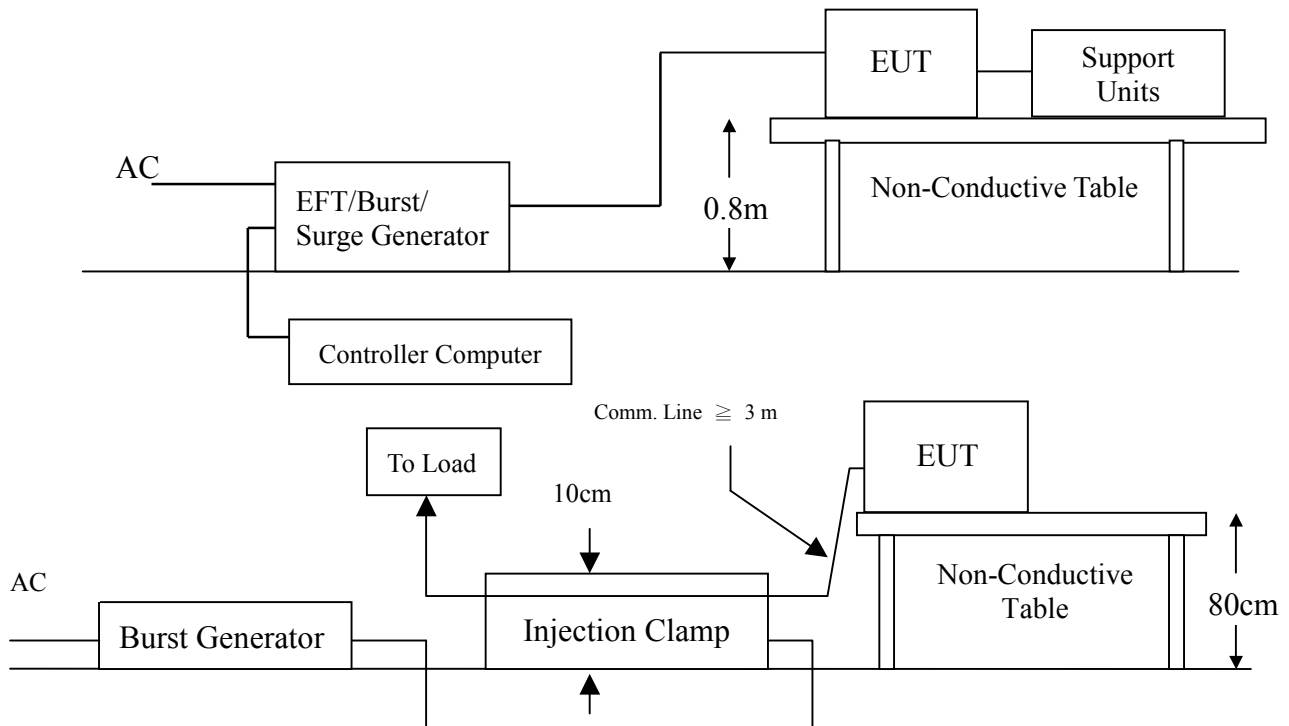 AC
EFT/Burst/
Surge Generator
EUT
Support
Units
0.8m
Non-Conductive Table
Controller Computer
Comm. Line ≧ 3 m
To Load
10cm
EUT
AC
Burst Generator
Injection Clamp
Non-Conductive
Table
80cm